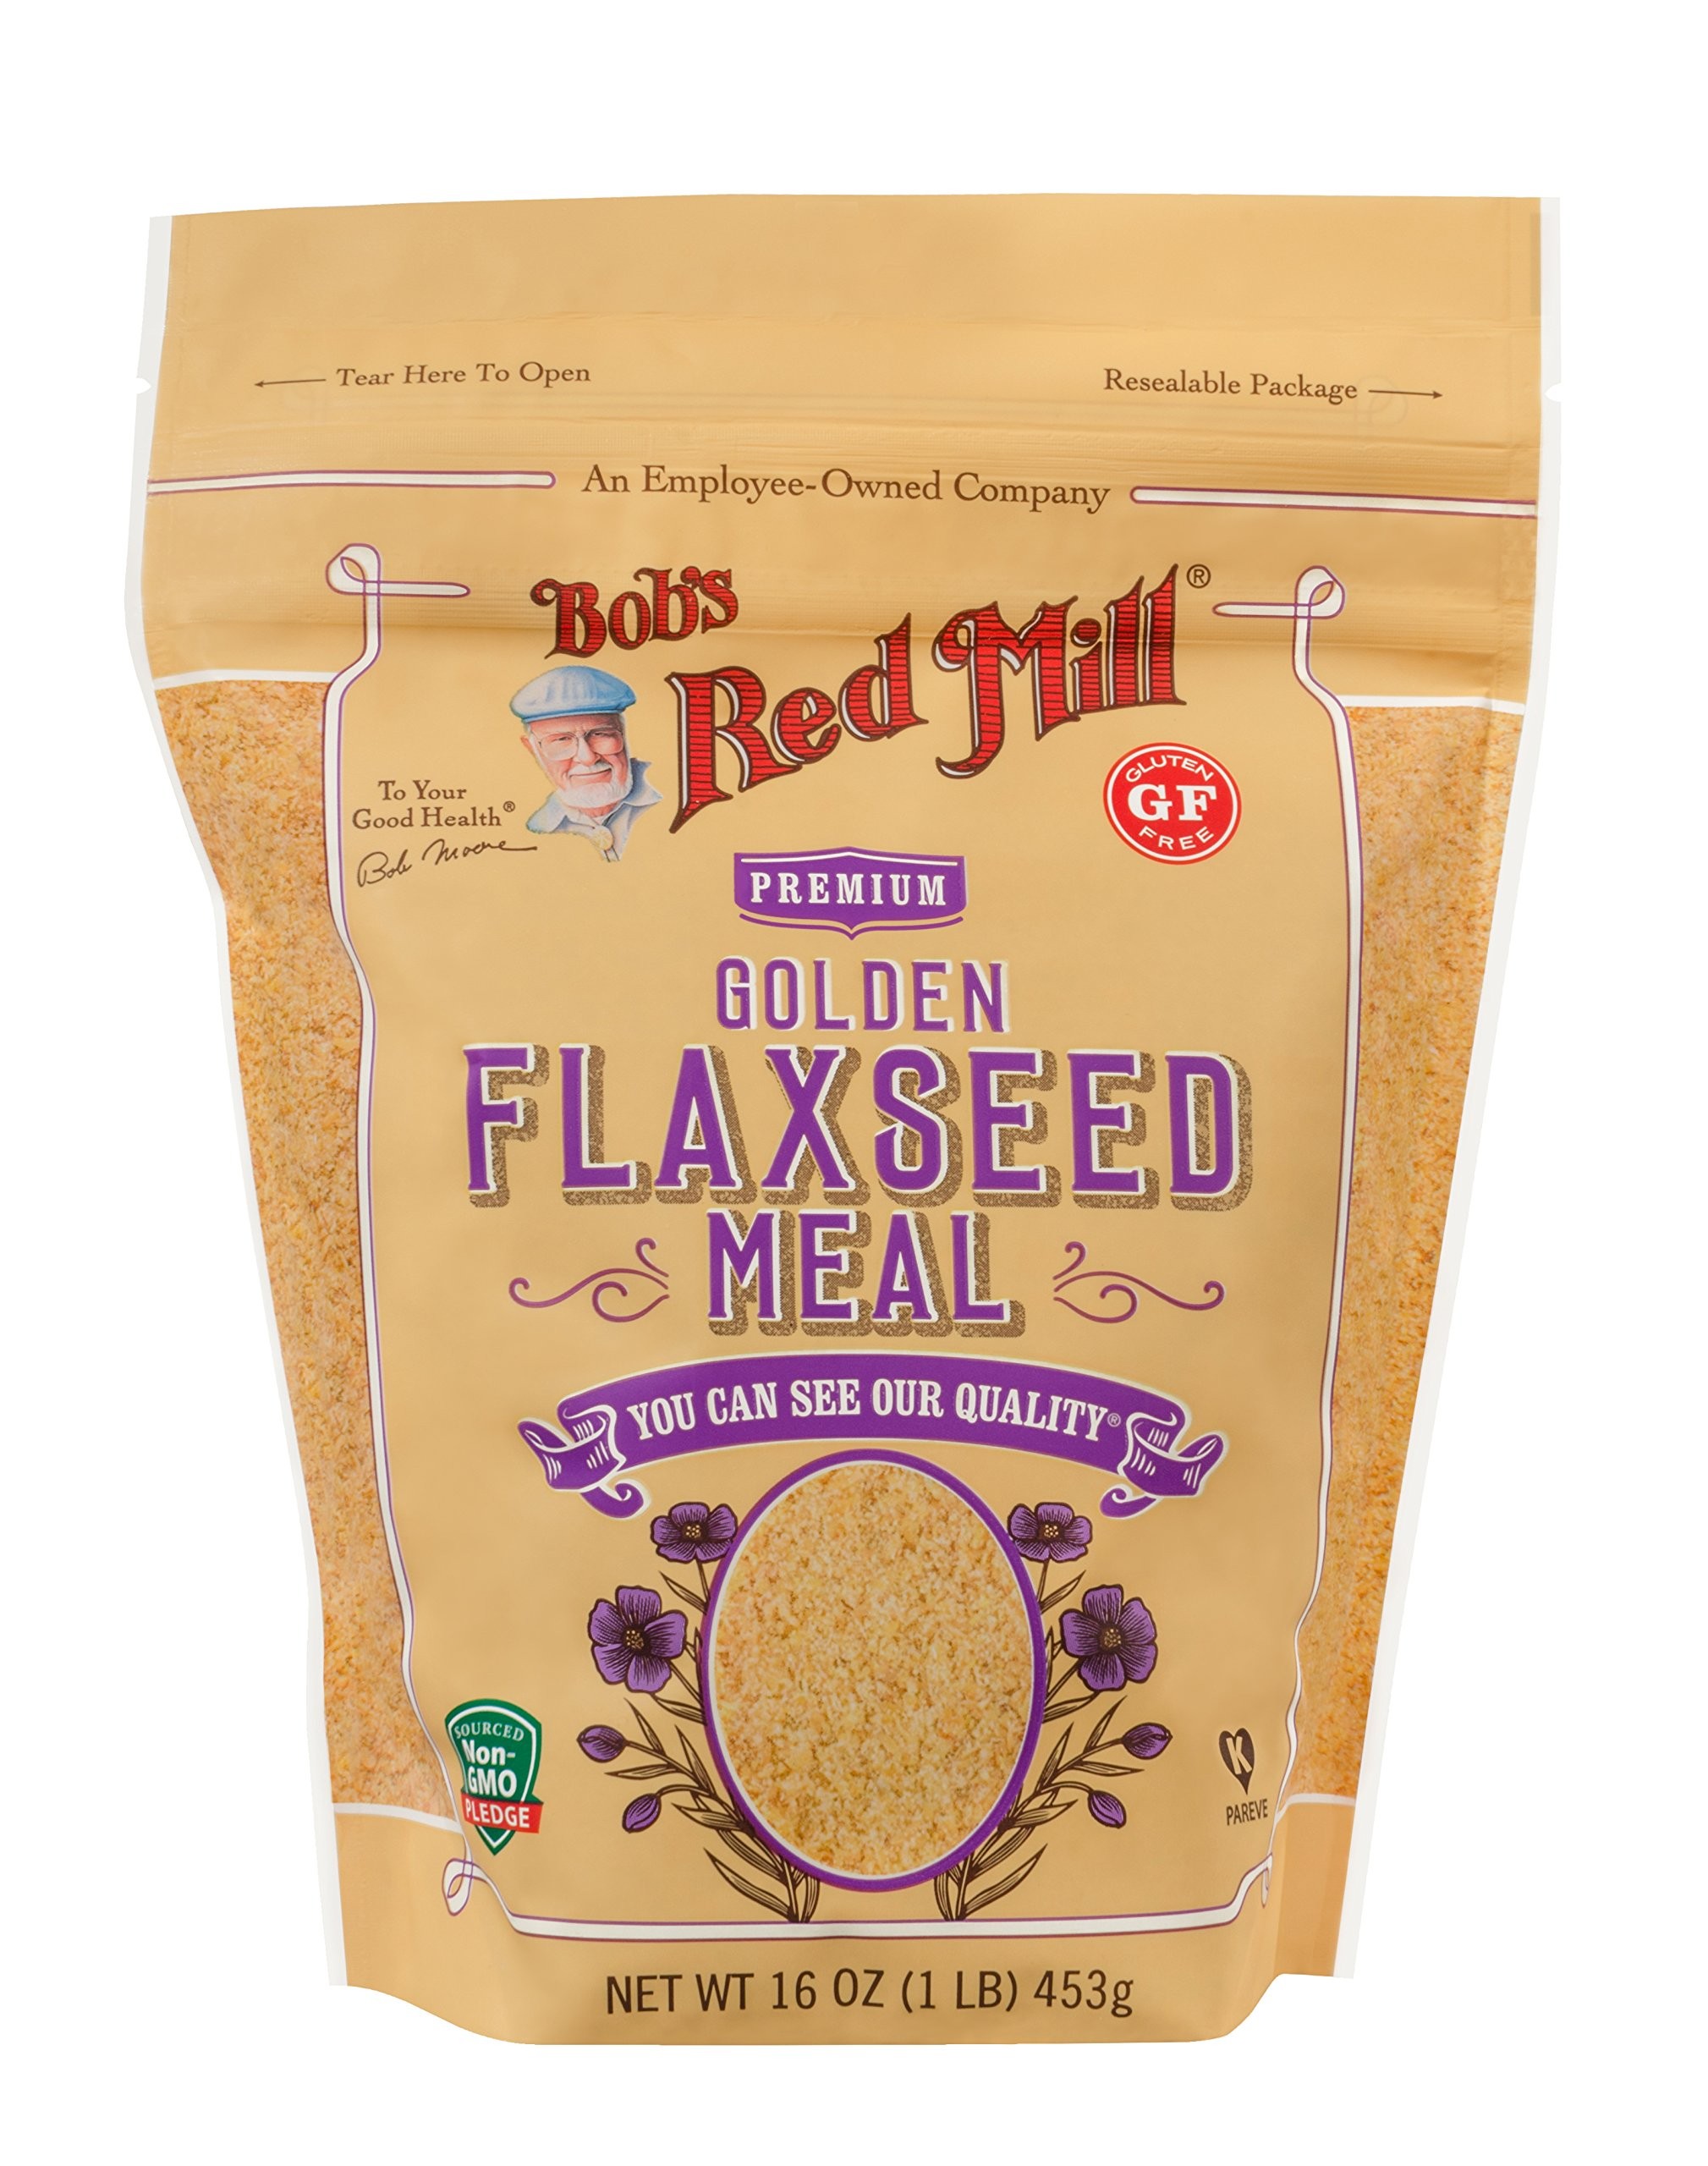 Tear Here To Open
Resealable Package
An Employee-Owned Company
Bob's
Red Mill®
To Your
Good Health®
Bob Moore
GLUTEN
GF
FREE
PREMIUM
GOLDEN
FLAXSEED
MEAL
YOU CAN SEE OUR QUALITY®
SOURCED
Non-
GMO
PLEDGE
K
PAREVE
NET WT 16 OZ (1 LB) 453g